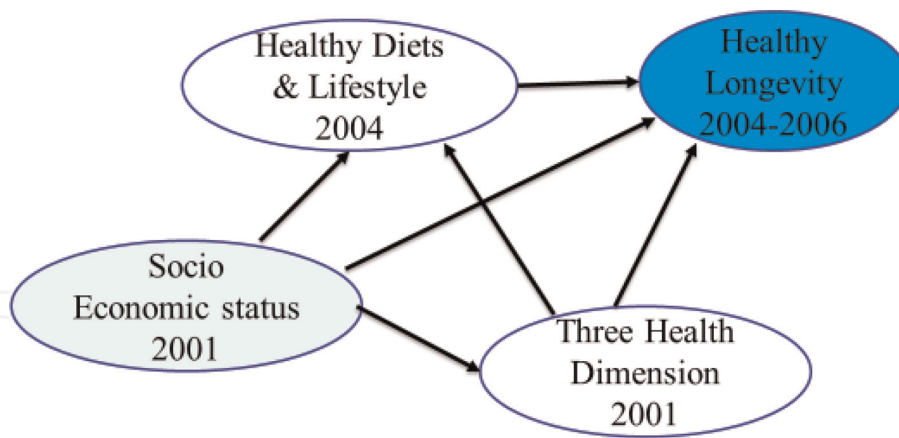 Healthy Diets
& Lifestyle
2004
Healthy
Longevity
2004-2006
Socio
Economic status
2001
Three Health
Dimension
2001